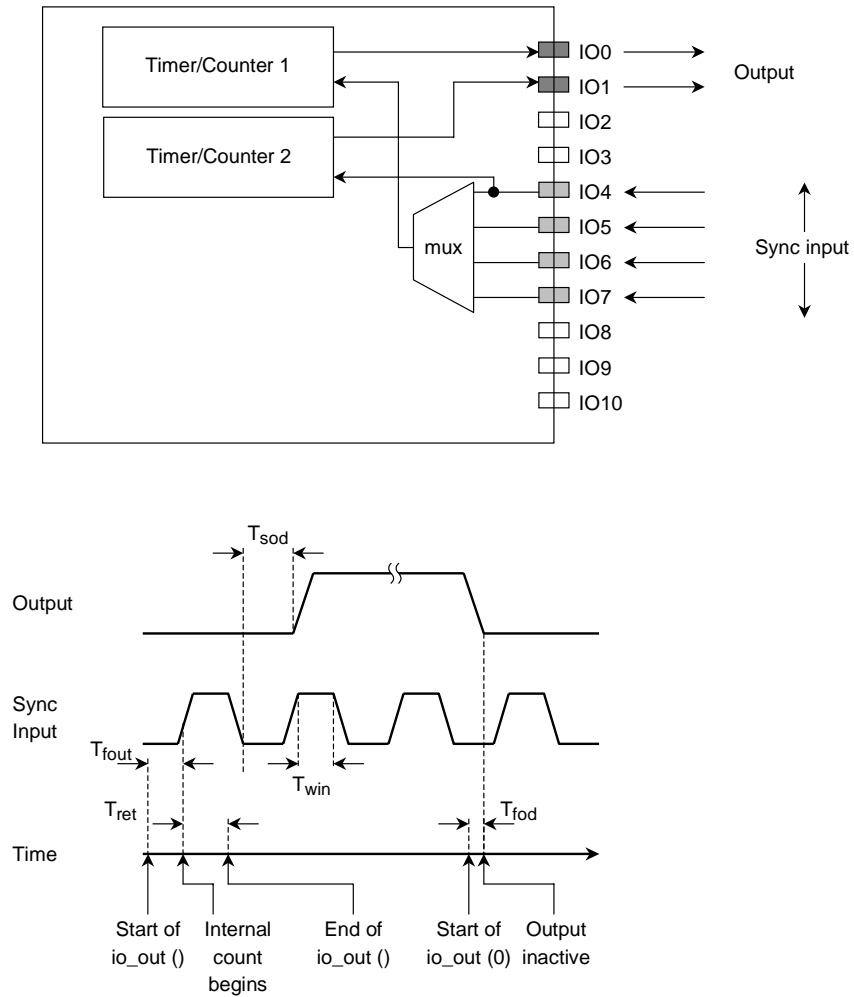 Timer/Counter 1
Timer/Counter 2
mux
IO0
IO1
IO2
IO3
IO4
IO5
IO6
IO7
IO8
IO9
IO10
Output
Sync input
Tsod
Output
Sync
Input
Tfout
Twin
Tret
Tfod
Time
Start of
io_out ()
Internal
count
begins
End of
io_out ()
Start of
io_out (0)
Output
inactive